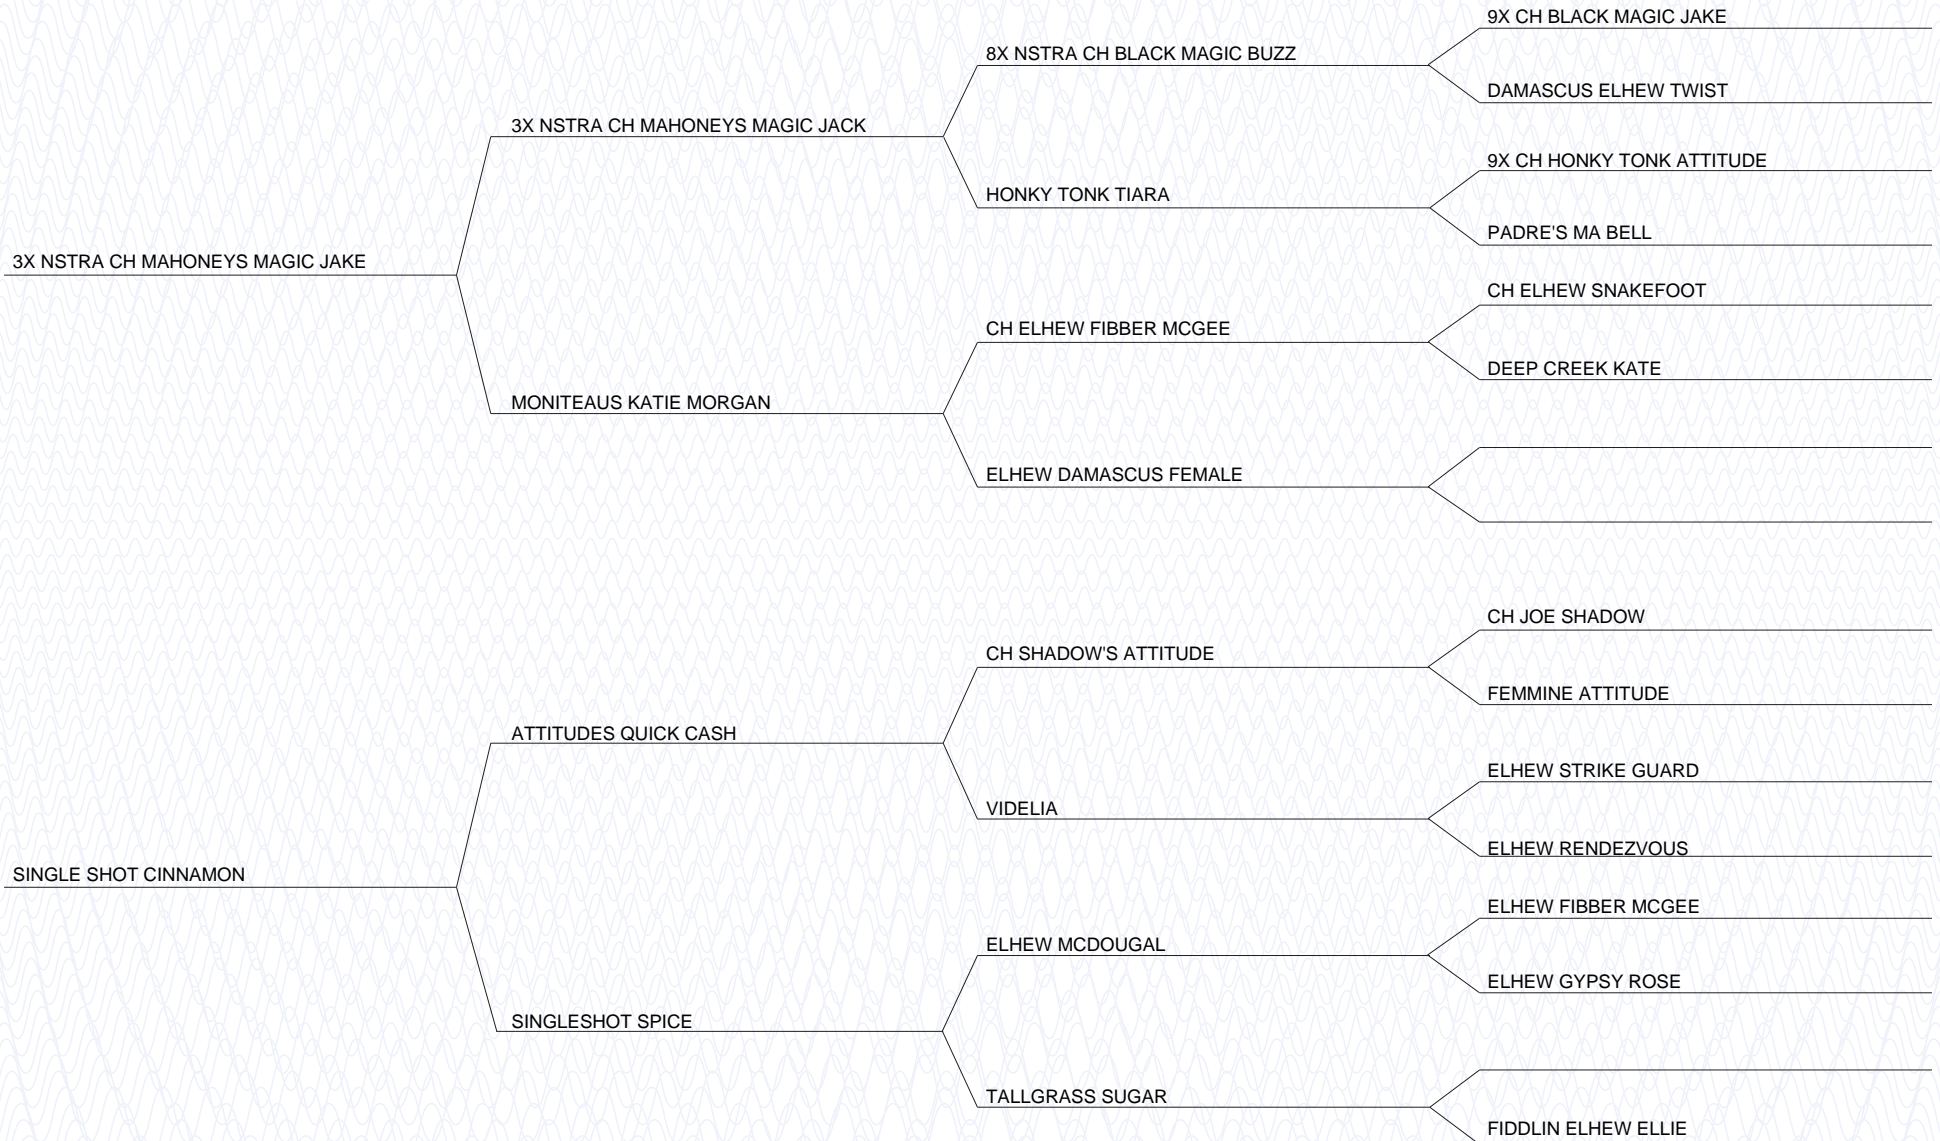 9X CH BLACK MAGIC JAKE
8X NSTRA CH BLACK MAGIC BUZZ
DAMASCUS ELHEW TWIST
3X NSTRA CH MAHONEYS MAGIC JACK
9X CH HONKY TONK ATTITUDE
HONKY TONK TIARA
PADRE'S MA BELL
3X NSTRA CH MAHONEYS MAGIC JAKE
CH ELHEW SNAKEFOOT
CH ELHEW FIBBER MCGEE
DEEP CREEK KATE
MONITEAUS KATIE MORGAN
ELHEW DAMASCUS FEMALE
CH JOE SHADOW
CH SHADOW'S ATTITUDE
FEMMINE ATTITUDE
ATTITUDES QUICK CASH
ELHEW STRIKE GUARD
VIDELIA
ELHEW RENDEZVOUS
SINGLE SHOT CINNAMON
ELHEW FIBBER MCGEE
ELHEW MCDOUGAL
ELHEW GYPSY ROSE
SINGLESHOT SPICE
TALLGRASS SUGAR
FIDDLIN ELHEW ELLIE